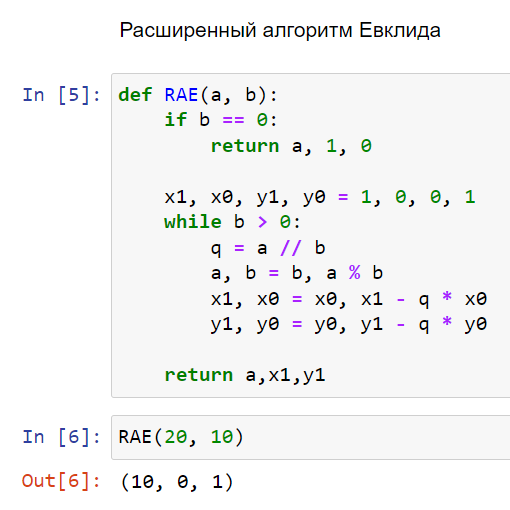 Расширенный алгоритм Евклида
In [5]: def RAE(a, b):
    if b == 0:
        return a, 1, 0

    x1, x0, y1, y0 = 1, 0, 0, 1
    while b > 0:
        q = a // b
        a, b = b, a % b
        x1, x0 = x0, x1 - q * x0
        y1, y0 = y0, y1 - q * y0

    return a,x1,y1
In [6]: RAE(20, 10)
Out[6]: (10, 0, 1)